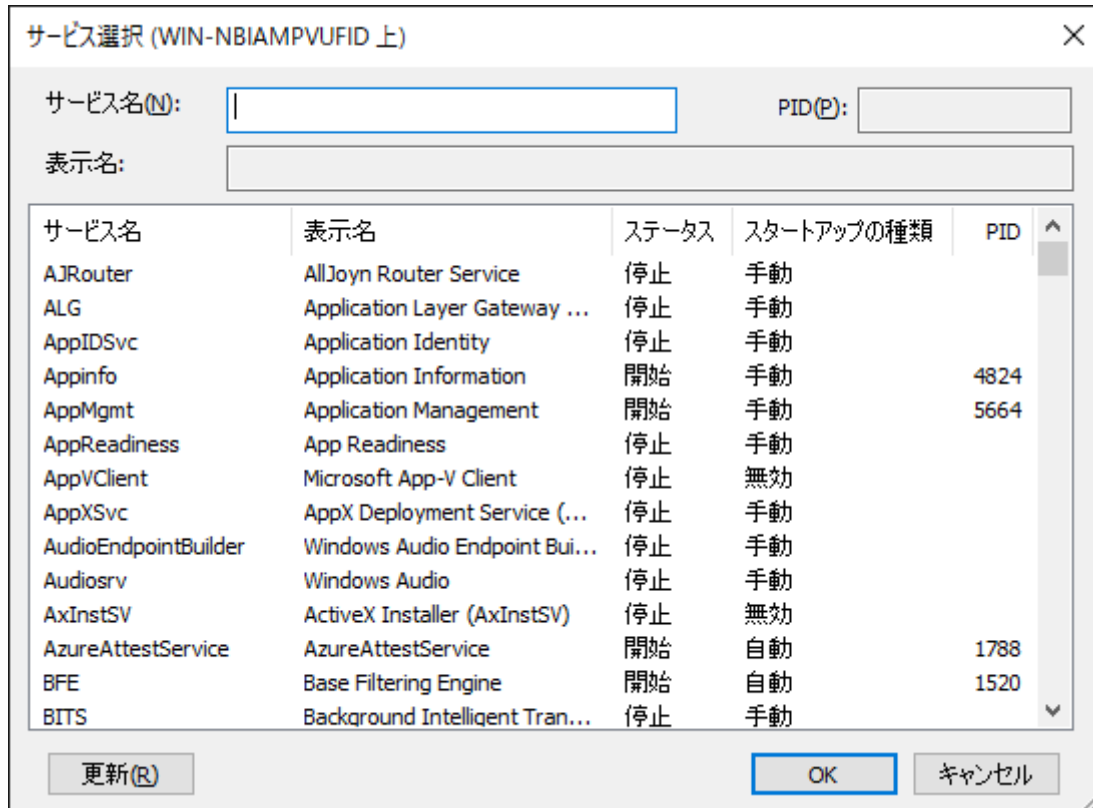 サービス選択 (WIN-NBIAMPVUFID 上)
サービス名(N): PID(P):
表示名:
サービス名 表示名 ステータス スタートアップの種類 PID
AJRouter AllJoyn Router Service 停止 手動
ALG Application Layer Gateway ... 停止 手動
AppIDSvc Application Identity 停止 手動
Appinfo Application Information 開始 手動 4824
AppMgmt Application Management 開始 手動 5664
AppReadiness App Readiness 停止 手動
AppVClient Microsoft App-V Client 停止 無効
AppXSvc AppX Deployment Service (... 停止 手動
AudioEndpointBuilder Windows Audio Endpoint Bui... 停止 手動
Audiosrv Windows Audio 停止 手動
AxInstSV ActiveX Installer (AxInstSV) 停止 無効
AzureAttestService AzureAttestService 開始 自動 1788
BFE Base Filtering Engine 開始 自動 1520
BITS Background Intelligent Tran... 停止 手動
更新(R) OK キャンセル